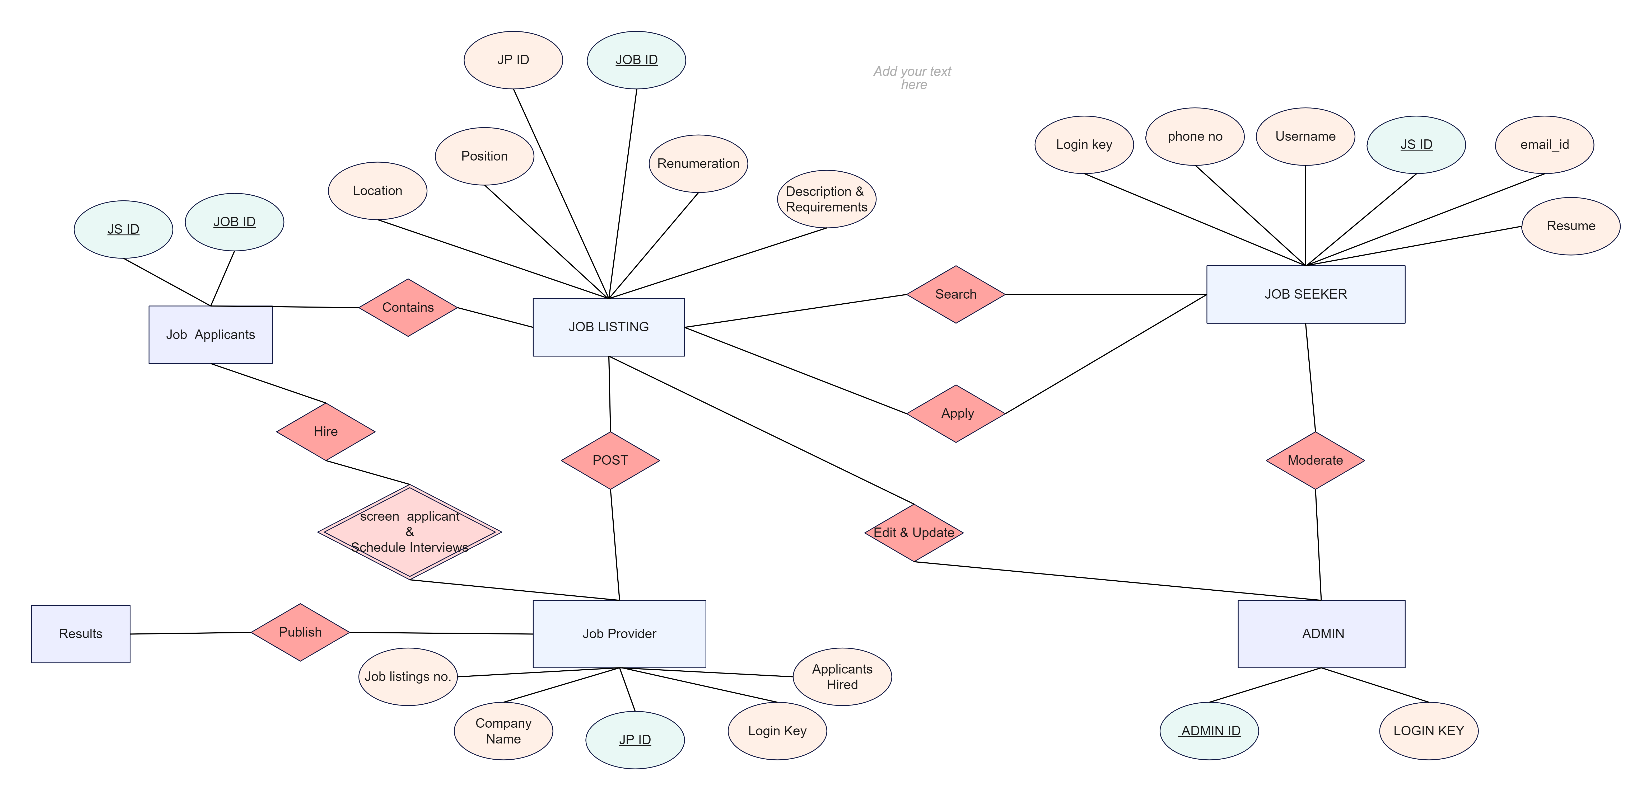 JP ID
JOB ID
Add your text
here
Login key
phone no
Username
JS ID
email_id
Position
Renumeration
Location
Description &
Requirements
JS ID
JOB ID
Resume
Contains
Search
JOB SEEKER
Job  Applicants
JOB LISTING
Apply
Hire
POST
Moderate
screen  applicant
&
Schedule Interviews
Edit & Update
Results
Publish
Job Provider
ADMIN
Job listings no.
Applicants
Hired
Company
Name
JP ID
Login Key
ADMIN ID
LOGIN KEY